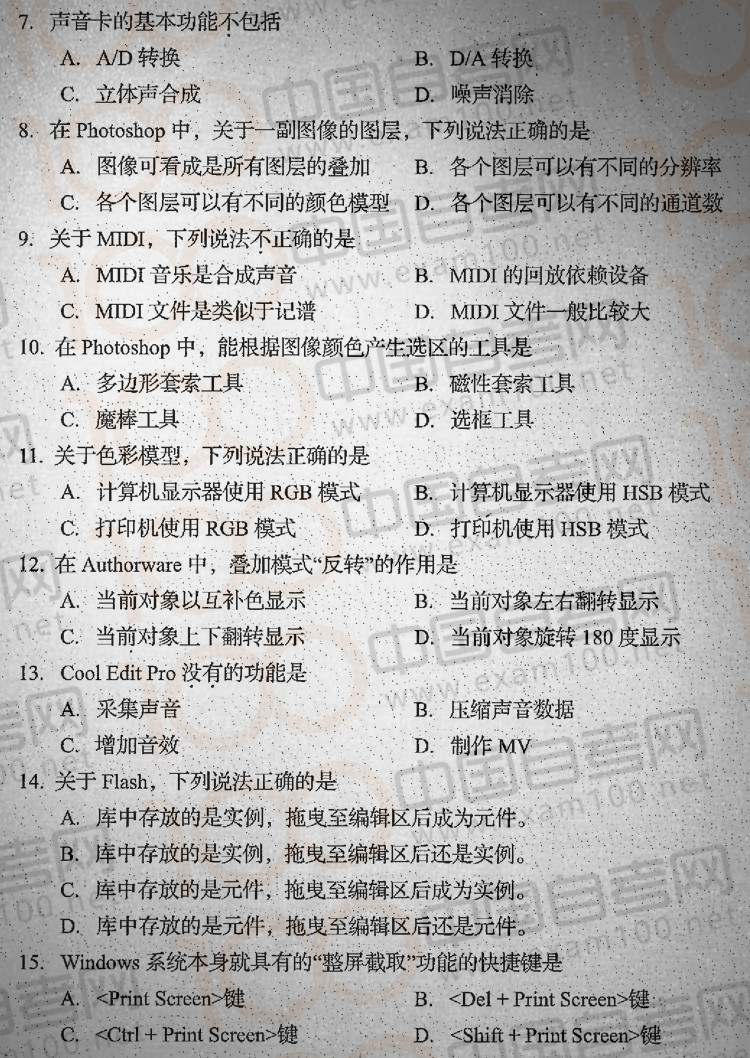 7. 声音卡的基本功能不包括
A. A/D 转换 B. D/A 转换
C. 立体声合成 D. 噪声消除
8. 在 Photoshop 中，关于一副图像的图层，下列说法正确的是
A. 图像可看成是所有图层的叠加 B. 各个图层可以有不同的分辨率
C. 各个图层可以有不同的颜色模型 D. 各个图层可以有不同的通道数
9. 关于 MIDI，下列说法不正确的是
A. MIDI 音乐是合成声音 B. MIDI 的回放依赖设备
C. MIDI 文件是类似于记谱 D. MIDI 文件一般比较大
10. 在 Photoshop 中，能根据图像颜色产生选区的工具是
A. 多边形套索工具 B. 磁性套索工具
C. 魔棒工具 D. 选框工具
11. 关于色彩模型，下列说法正确的是
A. 计算机显示器使用 RGB 模式 B. 计算机显示器使用 HSB 模式
C. 打印机使用 RGB 模式 D. 打印机使用 HSB 模式
12. 在 Authorware 中，叠加模式“反转”的作用是
A. 当前对象以互补色显示 B. 当前对象左右翻转显示
C. 当前对象上下翻转显示 D. 当前对象旋转 180 度显示
13. Cool Edit Pro 没有的功能是
A. 采集声音 B. 压缩声音数据
C. 增加音效 D. 制作 MV
14. 关于 Flash，下列说法正确的是
A. 库中存放的是实例，拖曳至编辑区后成为元件。
B. 库中存放的是实例，拖曳至编辑区后还是实例。
C. 库中存放的是元件，拖曳至编辑区后成为实例。
D. 库中存放的是元件，拖曳至编辑区后还是元件。
15. Windows 系统本身就具有的“整屏截取”功能的快捷键是
A. <Print Screen>键 B. <Del + Print Screen>键
C. <Ctrl + Print Screen>键 D. <Shift + Print Screen>键
中国自考网
www.exam100.net